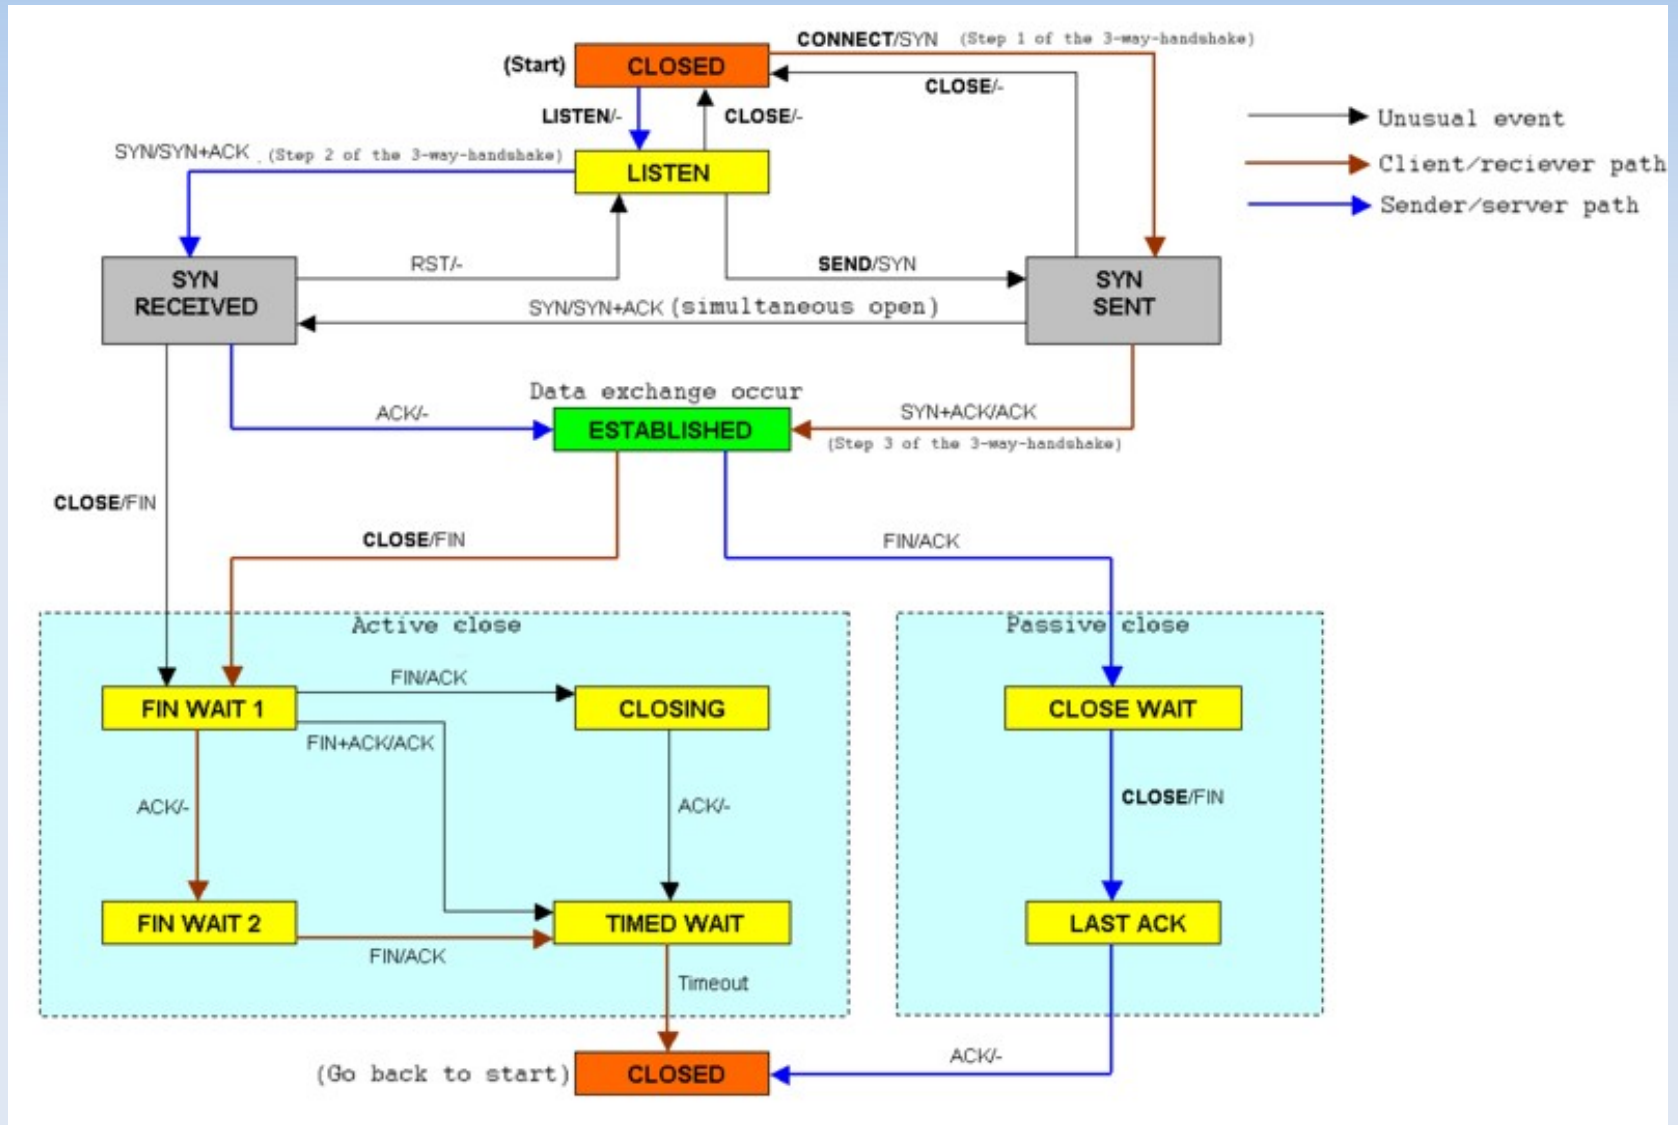 CONNECT/SYN (Step 1 of the 3-way-handshake)
(Start) CLOSED
CLOSE/-
LISTEN/- CLOSE/-
Unusual event
Client/reciever path
Sender/server path
SYN/SYN+ACK (Step 2 of the 3-way-handshake)
LISTEN
RST/-
SEND/SYN
SYN
RECEIVED
SYN
SENT
SYN/SYN+ACK (simultaneous open)
Data exchange occur
ACK/-
ESTABLISHED
SYN+ACK/ACK
(Step 3 of the 3-way-handshake)
CLOSE/FIN
CLOSE/FIN
FIN/ACK
Active close
Passive close
FIN WAIT 1
FIN/ACK
CLOSING
CLOSE WAIT
FIN+ACK/ACK
ACK/-
ACK/-
CLOSE/FIN
FIN WAIT 2
FIN/ACK
TIMED WAIT
LAST ACK
Timeout
(Go back to start) CLOSED
ACK/-